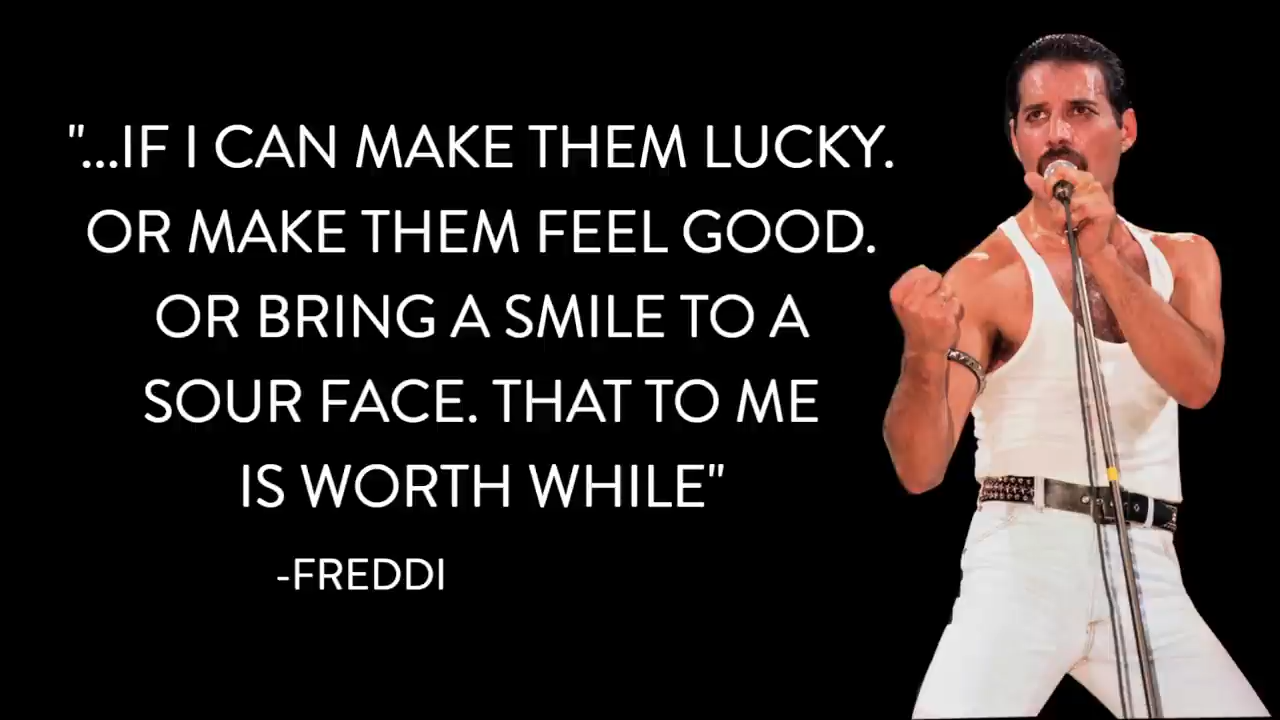 "...IF I CAN MAKE THEM LUCKY.
OR MAKE THEM FEEL GOOD.
OR BRING A SMILE TO A
SOUR FACE. THAT TO ME
IS WORTH WHILE"
-FREDDI